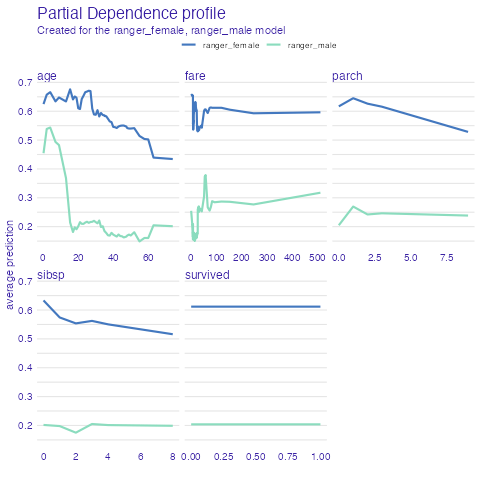 Partial Dependence profile
Created for the ranger_female, ranger_male model
ranger_female ranger_male
age fare parch
0.7
0.6
0.5
0.4
0.3
0.2
0 20 40 60 0 100 200 300 400 500 0.0 2.5 5.0 7.5
average prediction
sibsp survived
0.7
0.6
0.5
0.4
0.3
0.2
0 2 4 6 8 0.00 0.25 0.50 0.75 1.00